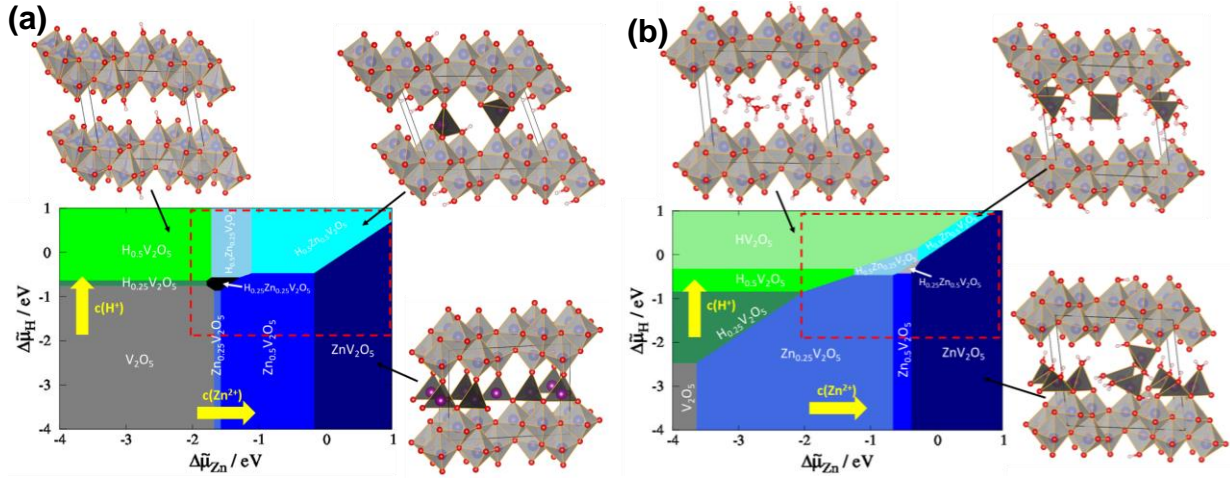 (a)
1
0
-1
-2
-3
-4
Δμ̃H / eV
H0.5V2O5
H0.25V2O5
c(H+)
V2O5
H0.5Zn0.25V2O5
H0.5Zn0.5V2O5
H0.25Zn0.25V2O5
Zn0.25V2O5
Zn0.5V2O5
ZnV2O5
c(Zn2+)
-4
-3
-2
-1
0
1
Δμ̃Zn / eV
(b)
1
0
-1
-2
-3
-4
Δμ̃H / eV
HV2O5
H0.5V2O5
c(H+)
H0.25V2O5
V2O5
H0.5Zn0.25V2O5
H0.5Zn0.5V2O5
H0.25Zn0.5V2O5
Zn0.25V2O5
Zn0.5V2O5
ZnV2O5
c(Zn2+)
-4
-3
-2
-1
0
1
Δμ̃Zn / eV